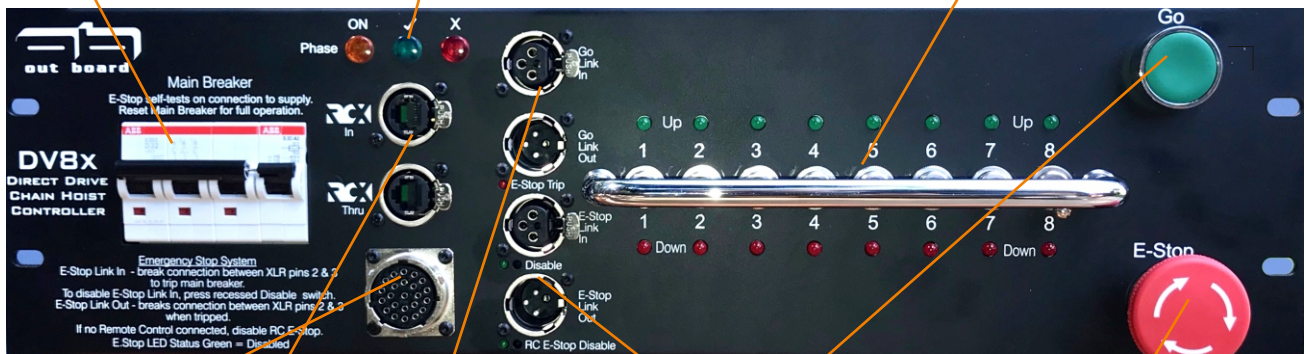 out board
Main Breaker
E-Stop self-tests on connection to supply.
Reset Main Breaker for full operation.
ABB
ABB
DV8x
DIRECT DRIVE
CHAIN HOIST
CONTROLLER
Emergency Stop System
E-Stop Link In - break connection between XLR pins 2 & 3
to trip main breaker.
To disable E-Stop Link In, press recessed Disable switch.
E-Stop Link Out - breaks connection between XLR pins 2 & 3
when tripped.
If no Remote Control connected, disable RC E-Stop.
E.Stop LED Status Green = Disabled
ON ✓ X
Phase
RCX
In
RCX
Thru
Go
Link
In
Go
Link
Out
E-Stop Trip
E-Stop
Link
In
Disable
E-Stop
Link
Out
RC E-Stop Disable
Up Up
1 2 3 4 5 6 7 8
1 2 3 4 5 6 7 8
Down Down
Go
E-Stop